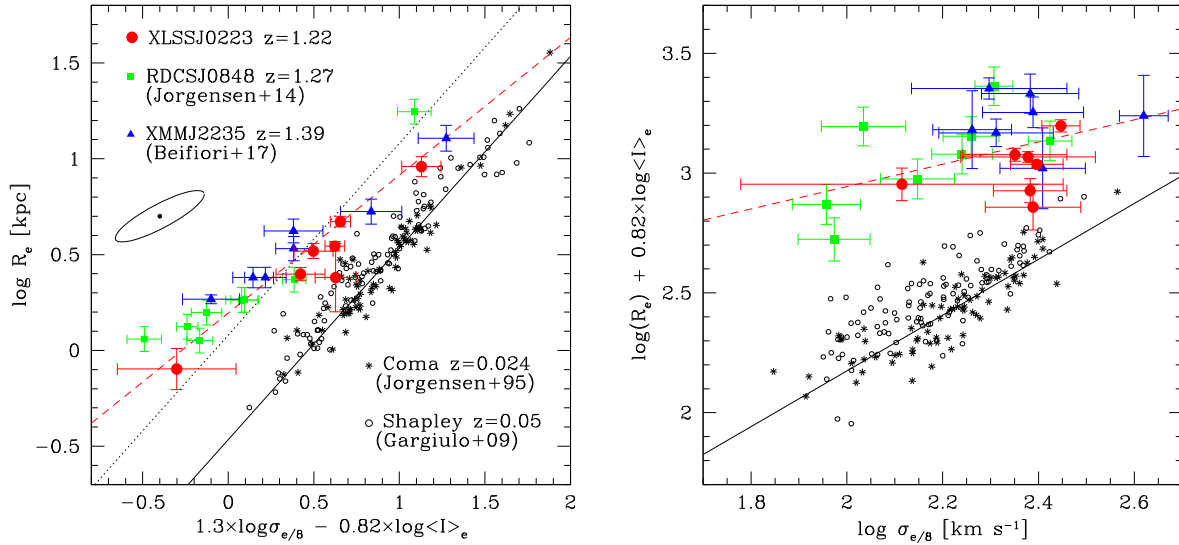 XLSSJ0223 z=1.22
RDCSJ0848 z=1.27
(Jorgensen+14)
XMMJ2235 z=1.39
(Beifiori+17)
Coma z=0.024
(Jorgensen+95)
Shapley z=0.05
(Gargiulo+09)
log R_e [kpc]
1.5
1
0.5
0
−0.5
−0.5 0 0.5 1 1.5 2
1.3×logσ_e/8 − 0.82×log<I>_e
log(R_e) + 0.82×log<I>_e
4
3.5
3
2.5
2
2 2.2 2.4 2.6
log σ_e/8 [km s⁻¹]